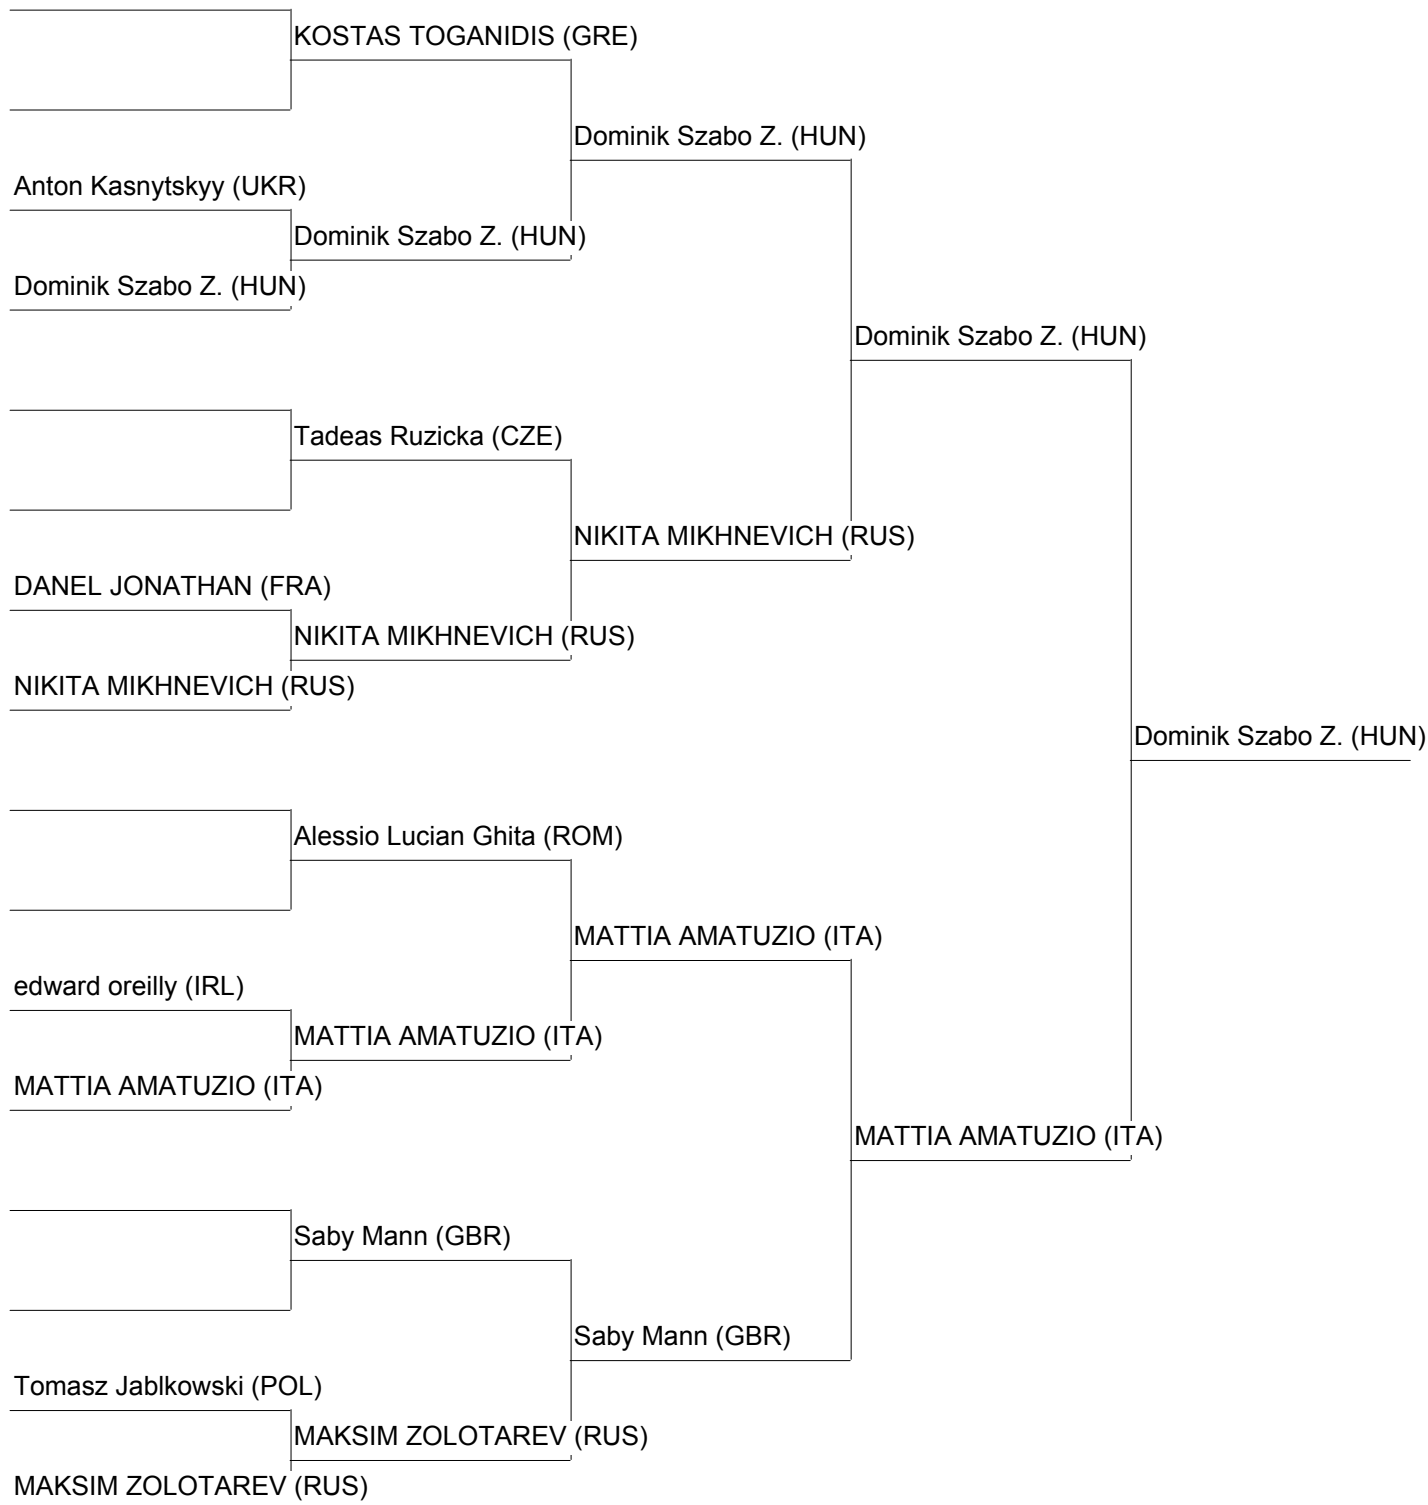 KOSTAS TOGANIDIS (GRE)
Dominik Szabo Z. (HUN)
Anton Kasnytskyy (UKR)
Dominik Szabo Z. (HUN)
Dominik Szabo Z. (HUN)
Dominik Szabo Z. (HUN)
Tadeas Ruzicka (CZE)
NIKITA MIKHNEVICH (RUS)
DANEL JONATHAN (FRA)
NIKITA MIKHNEVICH (RUS)
NIKITA MIKHNEVICH (RUS)
Dominik Szabo Z. (HUN)
Alessio Lucian Ghita (ROM)
MATTIA AMATUZIO (ITA)
edward oreilly (IRL)
MATTIA AMATUZIO (ITA)
MATTIA AMATUZIO (ITA)
MATTIA AMATUZIO (ITA)
Saby Mann (GBR)
Saby Mann (GBR)
Tomasz Jablkowski (POL)
MAKSIM ZOLOTAREV (RUS)
MAKSIM ZOLOTAREV (RUS)